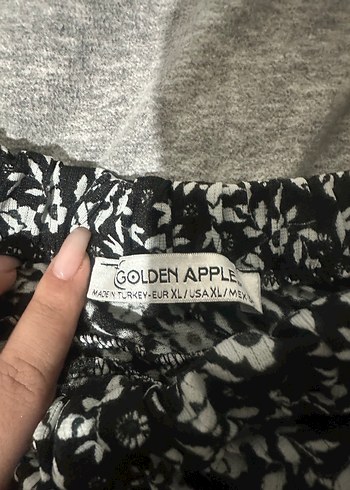 GOLDEN APPLE
MADE IN TURKEY-EUR XL/USA XL/MEX